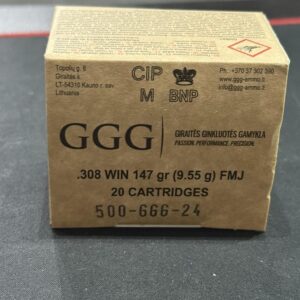 Topolių g. 6
Giraitės k.
LT-54310 Kauno r. sav.
Lithuania
CIP
M
BNP
Ph. +370 37 302 590
www.ggg-ammo.lt
info@ggg-ammo.lt
GGG
GIRAITĖS GINKLUOTĖS GAMYKLA
PASSION. PERFORMANCE. PRECISION.
.308 WIN 147 gr (9.55 g) FMJ
20 CARTRIDGES
500-666-24